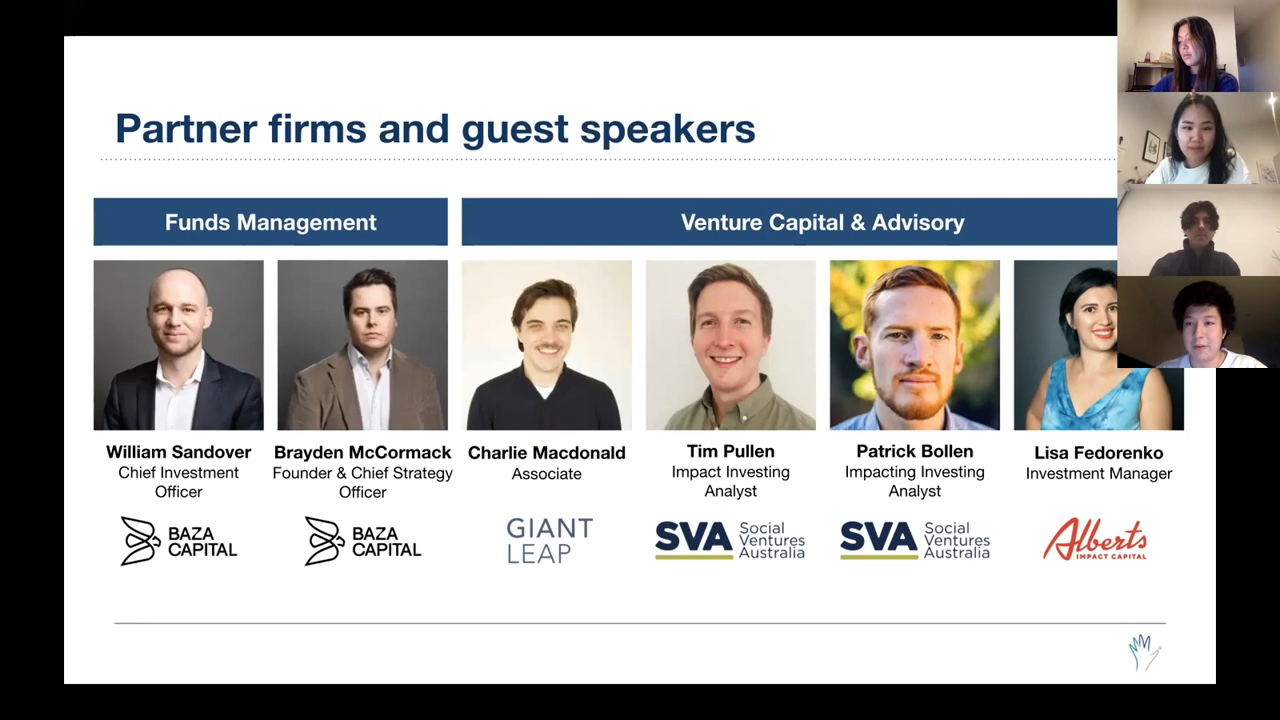 Partner firms and guest speakers
Funds Management
Venture Capital & Advisory
William Sandover
Chief Investment
Officer
BAZA
CAPITAL
Brayden McCormack
Founder & Chief Strategy
Officer
BAZA
CAPITAL
Charlie Macdonald
Associate
GIANT
LEAP
Tim Pullen
Impact Investing
Analyst
SVA Social
Ventures
Australia
Patrick Bollen
Impacting Investing
Analyst
SVA Social
Ventures
Australia
Lisa Fedorenko
Investment Manager
Alberts
IMPACT CAPITAL